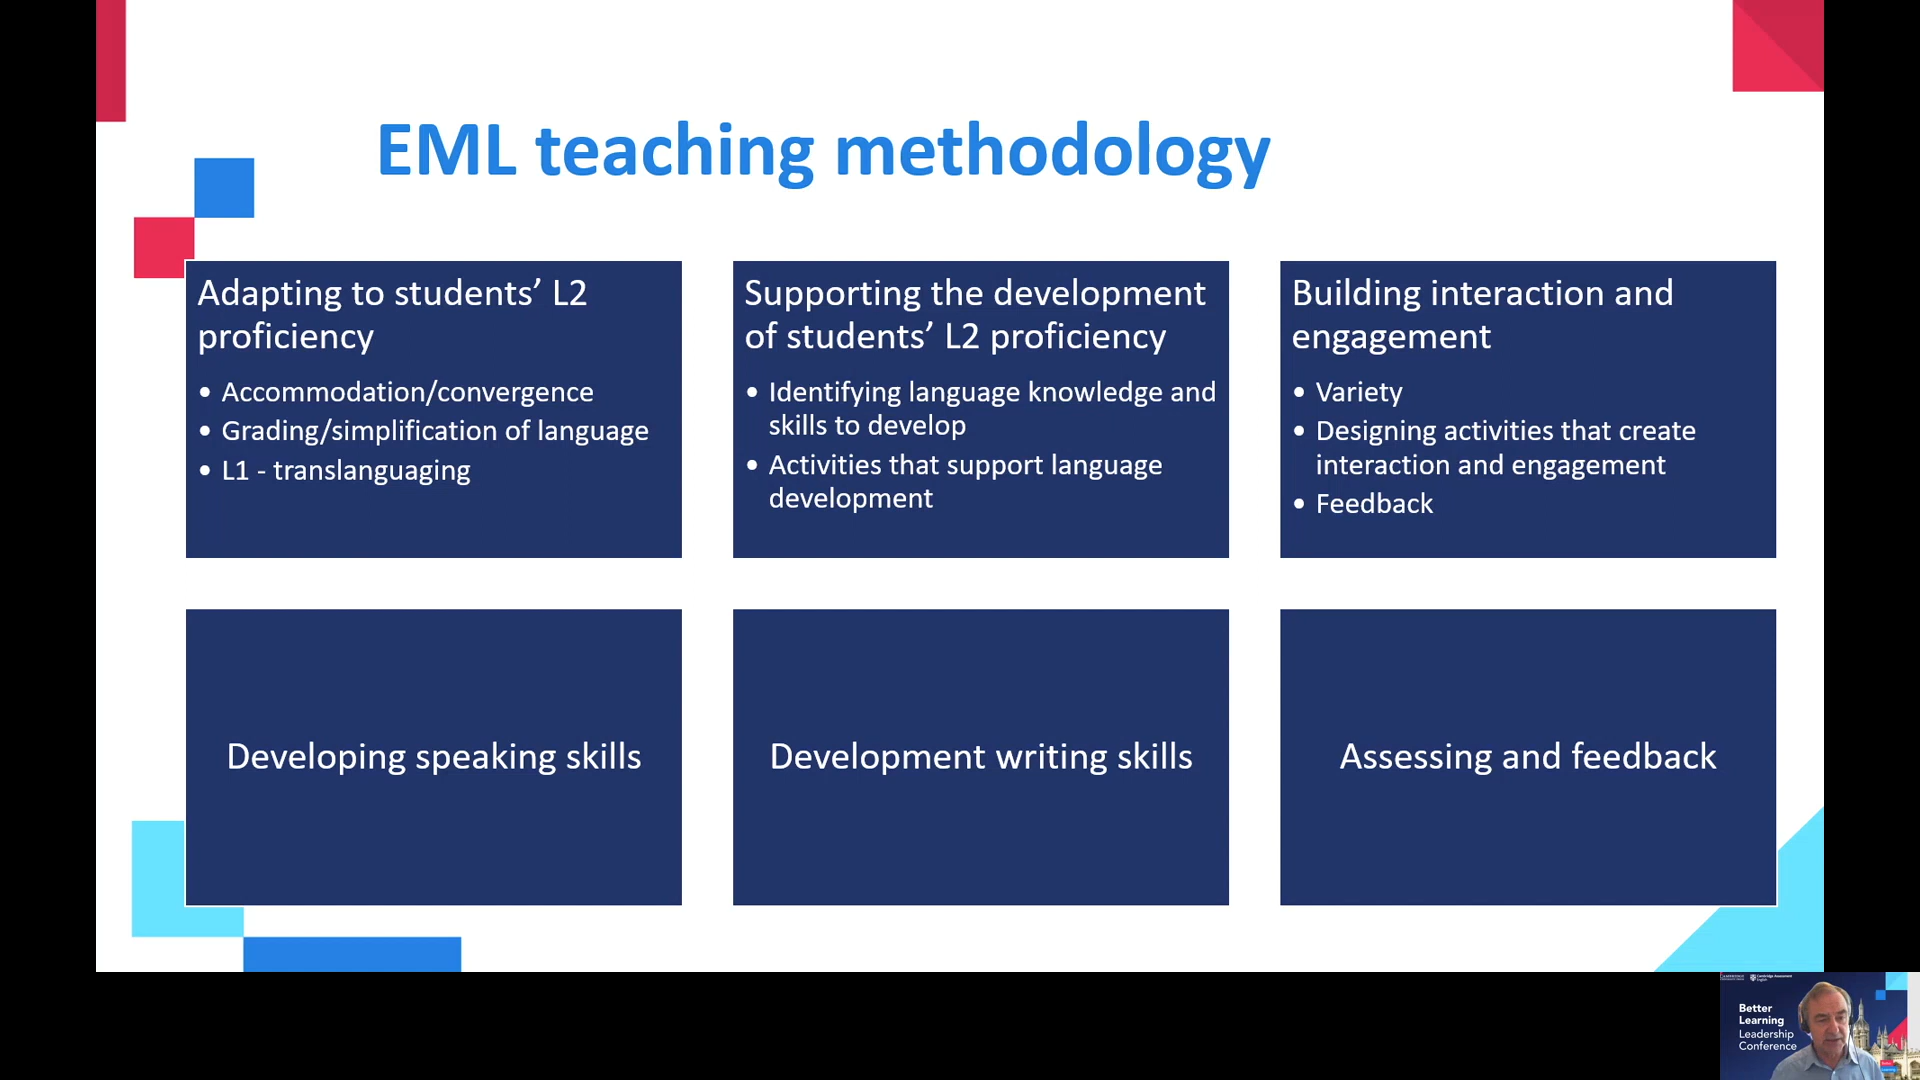 EML teaching methodology
Adapting to students’ L2
proficiency
• Accommodation/convergence
• Grading/simplification of language
• L1 - translanguaging
Supporting the development
of students’ L2 proficiency
• Identifying language knowledge and
skills to develop
• Activities that support language
development
Building interaction and
engagement
• Variety
• Designing activities that create
interaction and engagement
• Feedback
Developing speaking skills
Development writing skills
Assessing and feedback
Better
Learning
Leadership
Conference